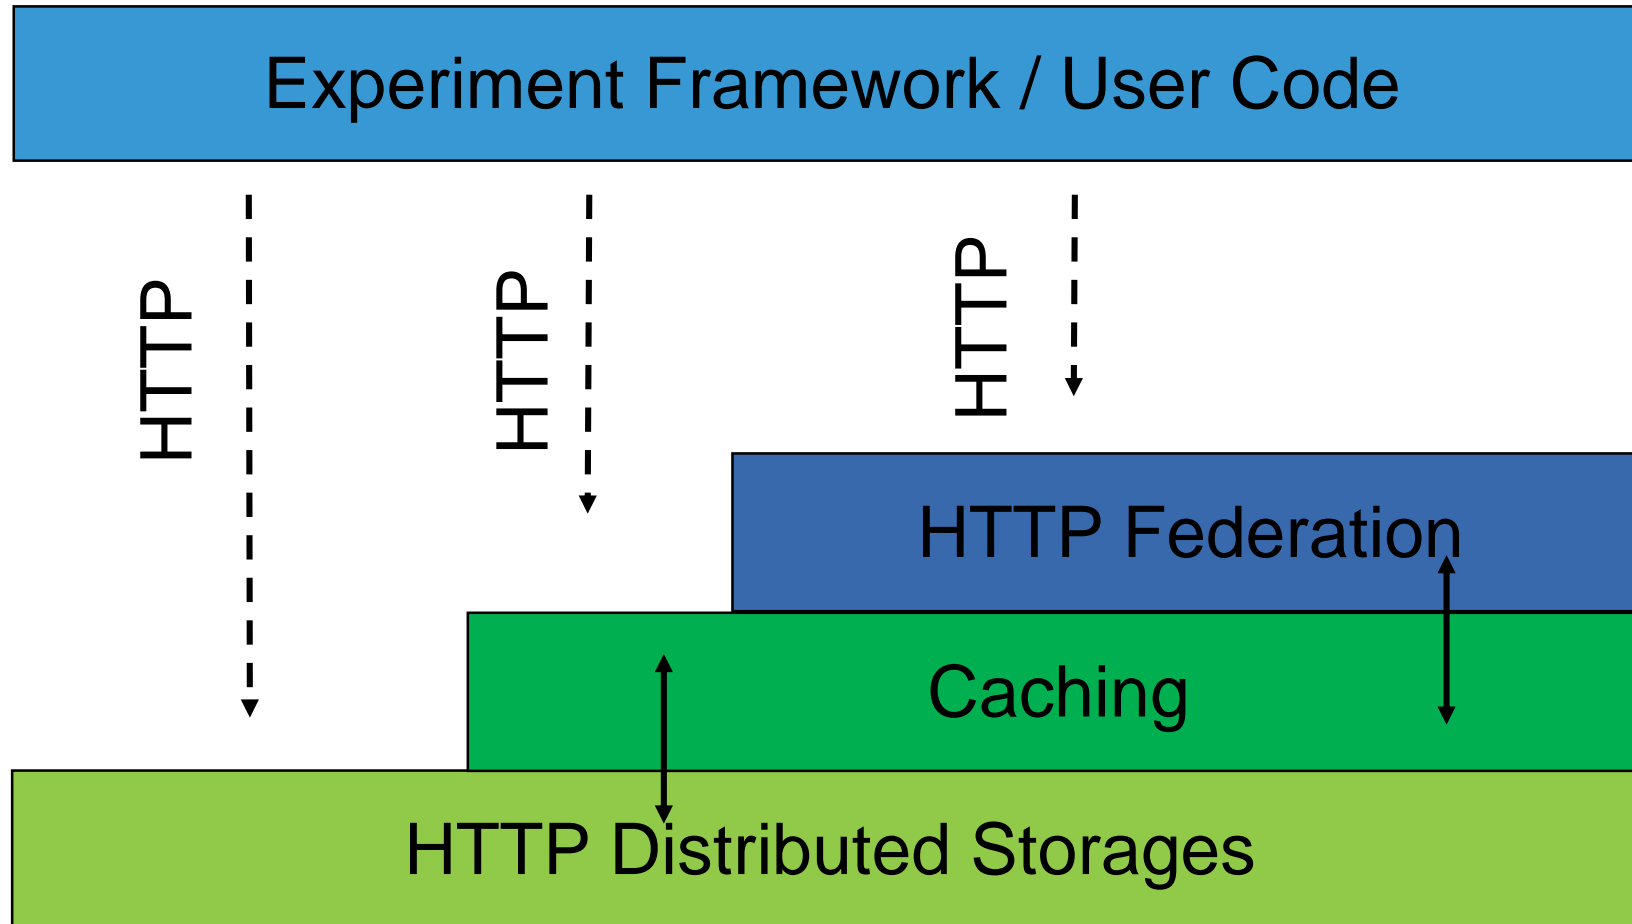 Experiment Framework / User Code
HTTP
HTTP
HTTP
HTTP Federation
Caching
HTTP Distributed Storages